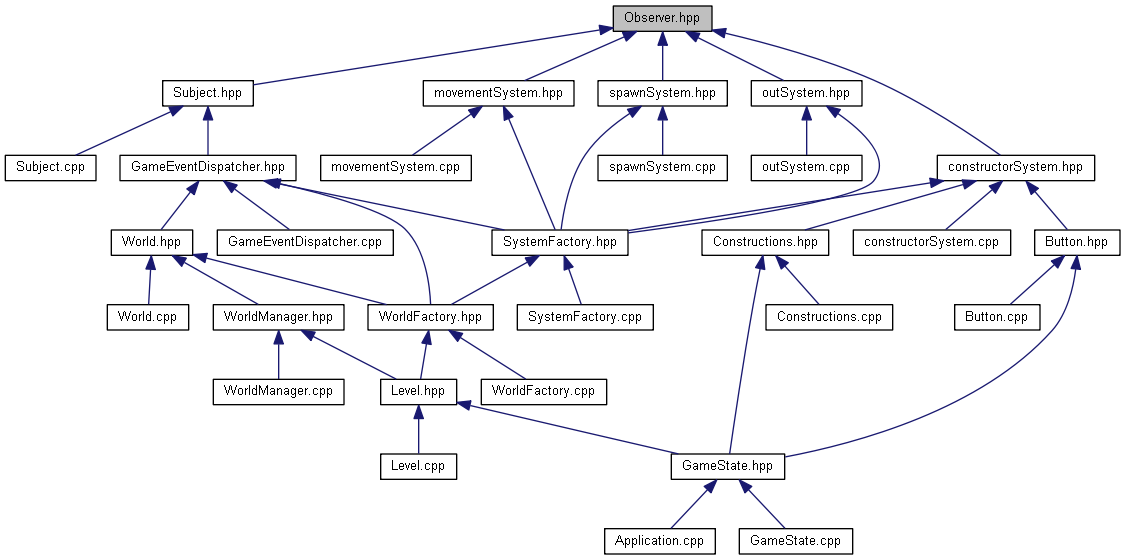 Observer.hpp
Subject.hpp
movementSystem.hpp
spawnSystem.hpp
outSystem.hpp
Subject.cpp
GameEventDispatcher.hpp
movementSystem.cpp
spawnSystem.cpp
outSystem.cpp
constructorSystem.hpp
World.hpp
GameEventDispatcher.cpp
SystemFactory.hpp
Constructions.hpp
constructorSystem.cpp
Button.hpp
World.cpp
WorldManager.hpp
WorldFactory.hpp
SystemFactory.cpp
Constructions.cpp
Button.cpp
WorldManager.cpp
Level.hpp
WorldFactory.cpp
Level.cpp
GameState.hpp
Application.cpp
GameState.cpp